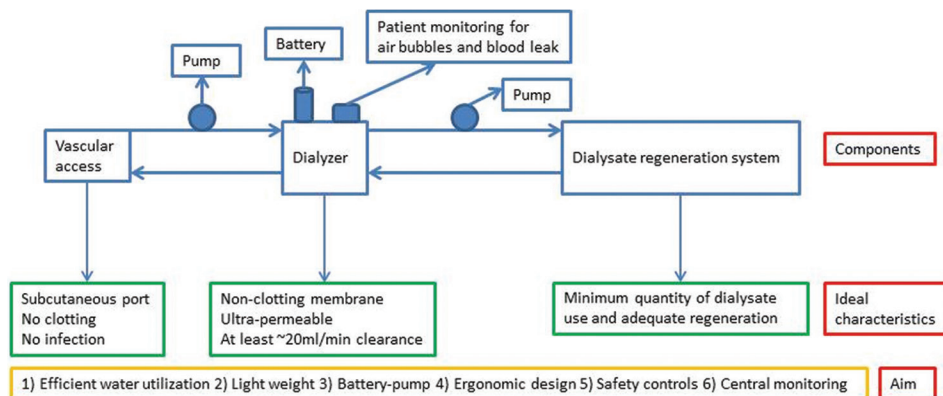 Patient monitoring for
air bubbles and blood leak
Battery
Pump
Pump
Vascular
access
Dialyzer
Dialysate regeneration system
Components
Subcutaneous port
No clotting
No infection
Non-clotting membrane
Ultra-permeable
At least ~20ml/min clearance
Minimum quantity of dialysate
use and adequate regeneration
Ideal
characteristics
1) Efficient water utilization 2) Light weight 3) Battery-pump 4) Ergonomic design 5) Safety controls 6) Central monitoring
Aim